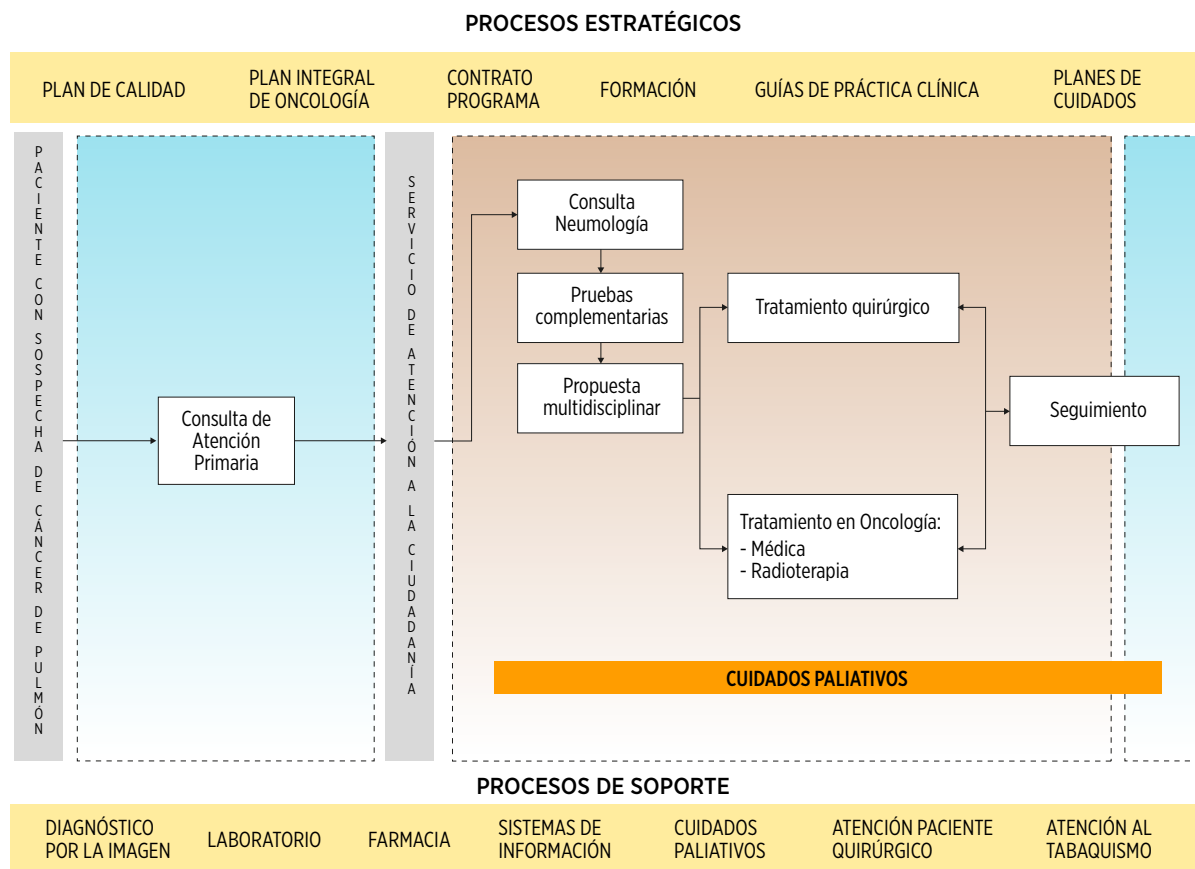 PROCESOS ESTRATÉGICOS
PLAN DE CALIDAD
PLAN INTEGRAL
DE ONCOLOGÍA
CONTRATO
PROGRAMA
FORMACIÓN
GUÍAS DE PRÁCTICA CLÍNICA
PLANES DE
CUIDADOS
PACIENTE CON SOSPECHA DE CÁNCER DE PULMÓN
Consulta de
Atención
Primaria
SERVICIO DE ATENCIÓN A LA CIUDADANÍA
Consulta
Neumología
Pruebas
complementarias
Propuesta
multidisciplinar
Tratamiento quirúrgico
Tratamiento en Oncología:
- Médica
- Radioterapia
Seguimiento
CUIDADOS PALIATIVOS
PROCESOS DE SOPORTE
DIAGNÓSTICO
POR LA IMAGEN
LABORATORIO
FARMACIA
SISTEMAS DE
INFORMACIÓN
CUIDADOS
PALIATIVOS
ATENCIÓN PACIENTE
QUIRÚRGICO
ATENCIÓN AL
TABAQUISMO